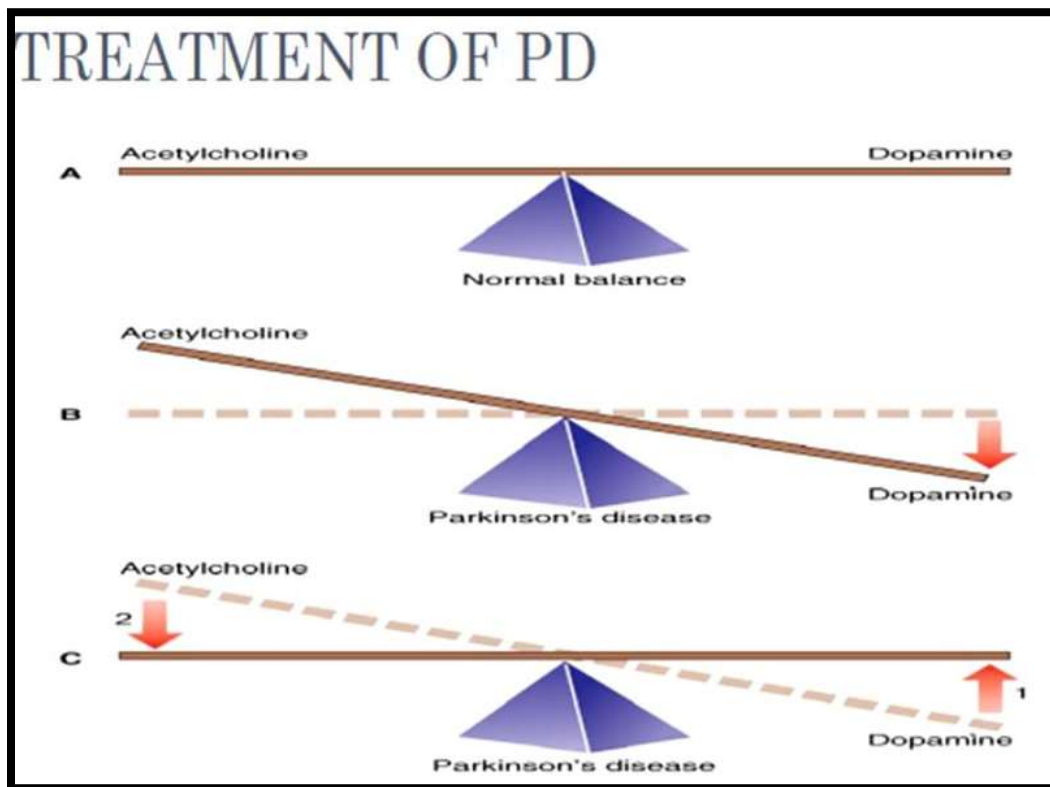 TREATMENT OF PD
Acetylcholine Dopamine
A
Normal balance
Acetylcholine
B
Dopamine
Parkinson's disease
Acetylcholine
2
C
1
Dopamine
Parkinson's disease